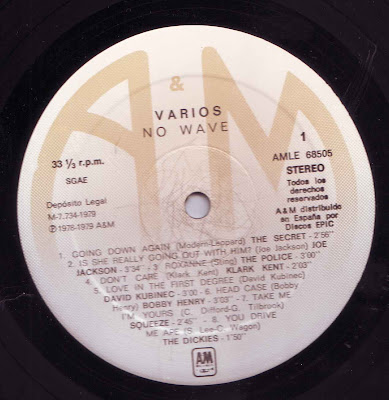 A & M
VARIOS
NO WAVE
33 ⅓ r.p.m.
SGAE
Depósito Legal
M-7.734-1979
Ⓟ 1978-1979 A&M
1
AMLE 68505
STEREO
Todos los
derechos
reservados
A&M distribuido
en España por
Discos EPIC
1. GOING DOWN AGAIN (Modern-Leppard) THE SECRET - 2'56"
2. IS SHE REALLY GOING OUT WITH HIM? (Joe Jackson) JOE
JACKSON - 3'34" - 3 ROXANNE (Sting) THE POLICE - 3'00"
4. DON'T CARE (Klark Kent) KLARK KENT - 2'03"
5. LOVE IN THE FIRST DEGREE (David Kubinec)
DAVID KUBINEC - 3'00" - 6. HEAD CASE (Bobby
Henry) BOBBY HENRY - 3'03" - 7. TAKE ME
I'M YOURS (C. Difford-G. Tilbrook)
SQUEEZE - 2'45" - 8. YOU DRIVE
ME APE (S. Lee-C. Wagon)
THE DICKIES - 1'50"
A&M